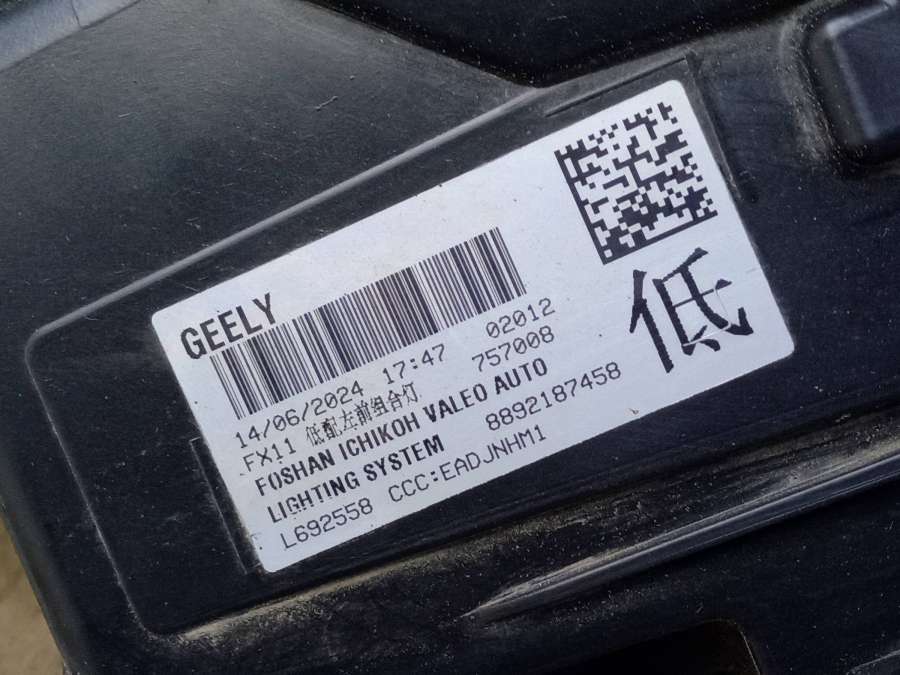 GEELY
14/06/2024 17:47 02012
FX11 低配左前组合灯 757008
FOSHAN ICHIKOH VALEO AUTO
LIGHTING SYSTEM 8892187458
L692558 CCC:EADJNHM1
低